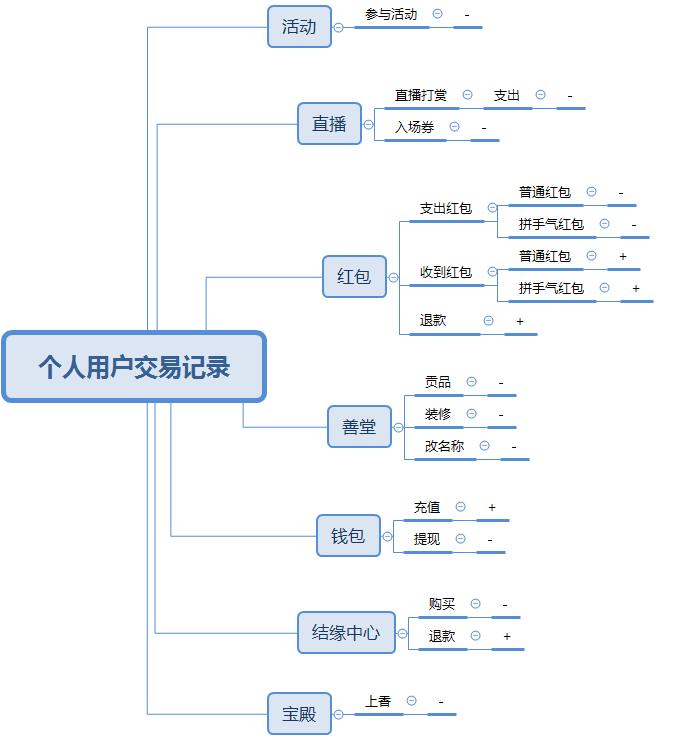 活动
参与活动 -
直播
直播打赏 支出 -
入场券 -
红包
支出红包
普通红包 -
拼手气红包 -
收到红包
普通红包 +
拼手气红包 +
退款 +
个人用户交易记录
善堂
贡品 -
装修 -
改名称 -
钱包
充值 +
提现 -
结缘中心
购买 -
退款 +
宝殿
上香 -